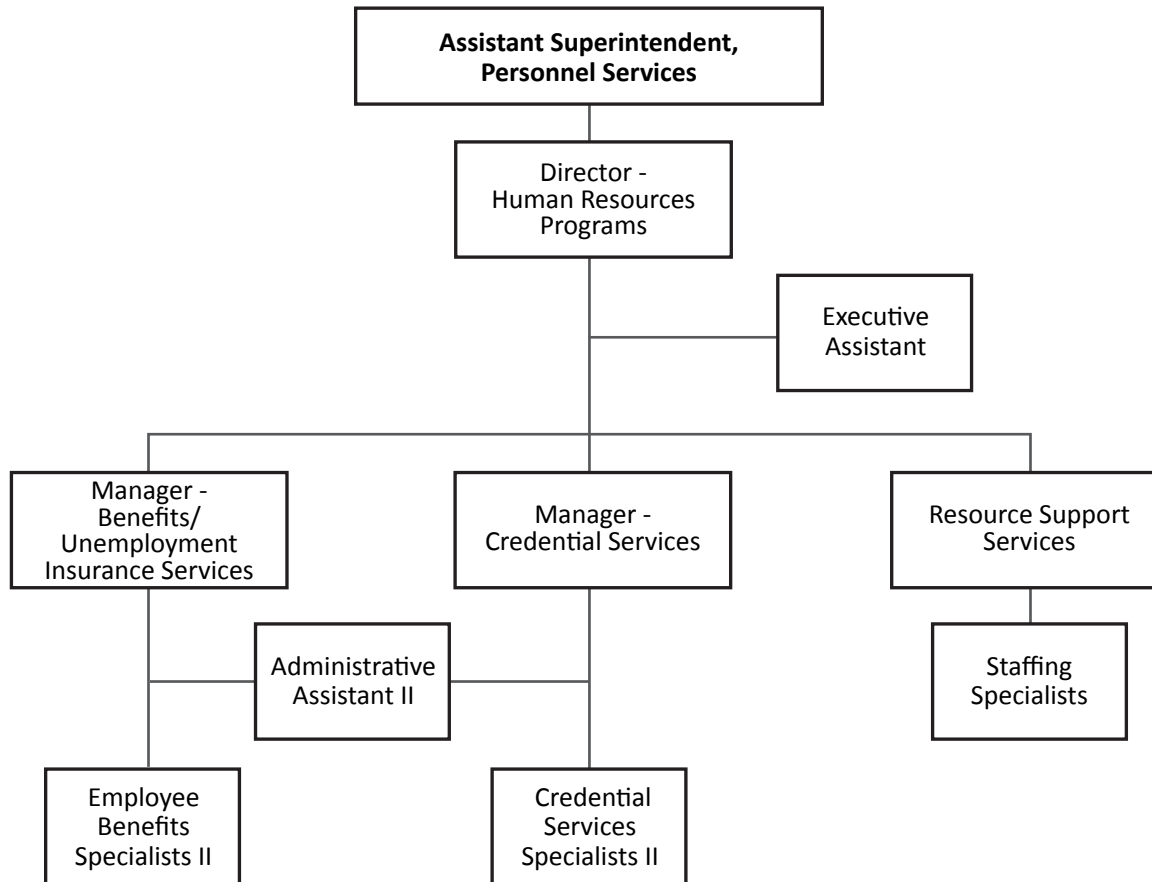 Assistant Superintendent,
Personnel Services
Director -
Human Resources
Programs
Executive
Assistant
Manager -
Benefits/
Unemployment
Insurance Services
Manager -
Credential Services
Resource Support
Services
Administrative
Assistant II
Staffing
Specialists
Employee
Benefits
Specialists II
Credential
Services
Specialists II